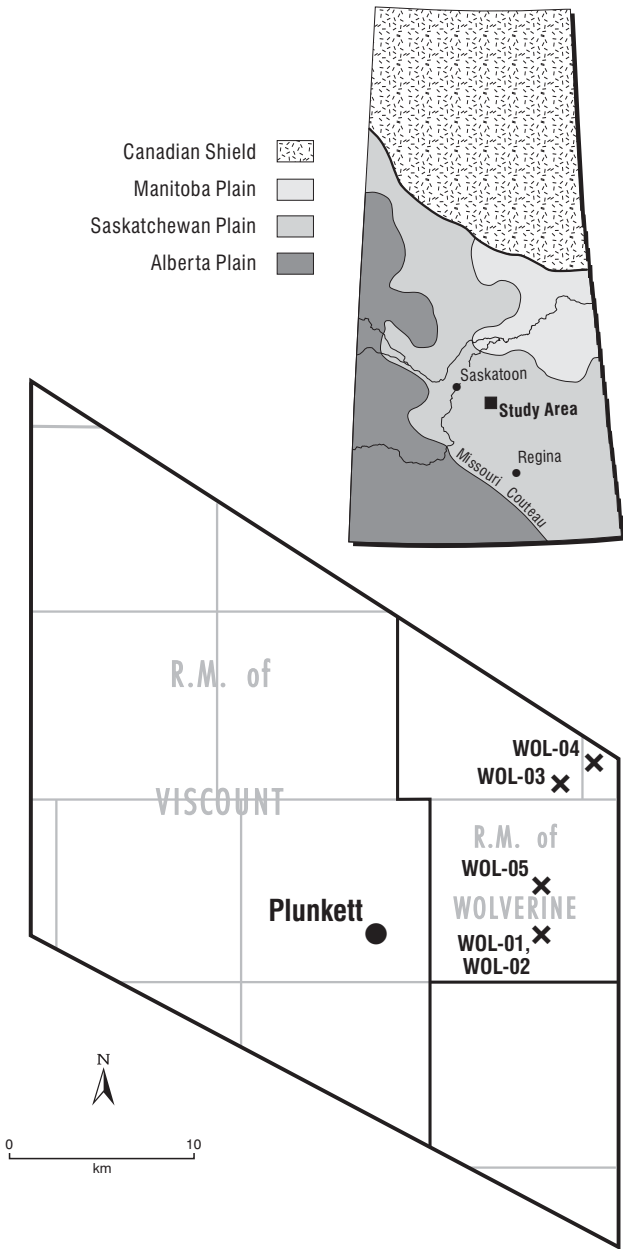 Canadian Shield
Manitoba Plain
Saskatchewan Plain
Alberta Plain
Saskatoon
Study Area
Regina
Missouri Couteau
R.M. of
VISCOUNT
WOL-04
WOL-03
R.M. of
WOL-05
WOLVERINE
Plunkett
WOL-01,
WOL-02
N
0 10
km